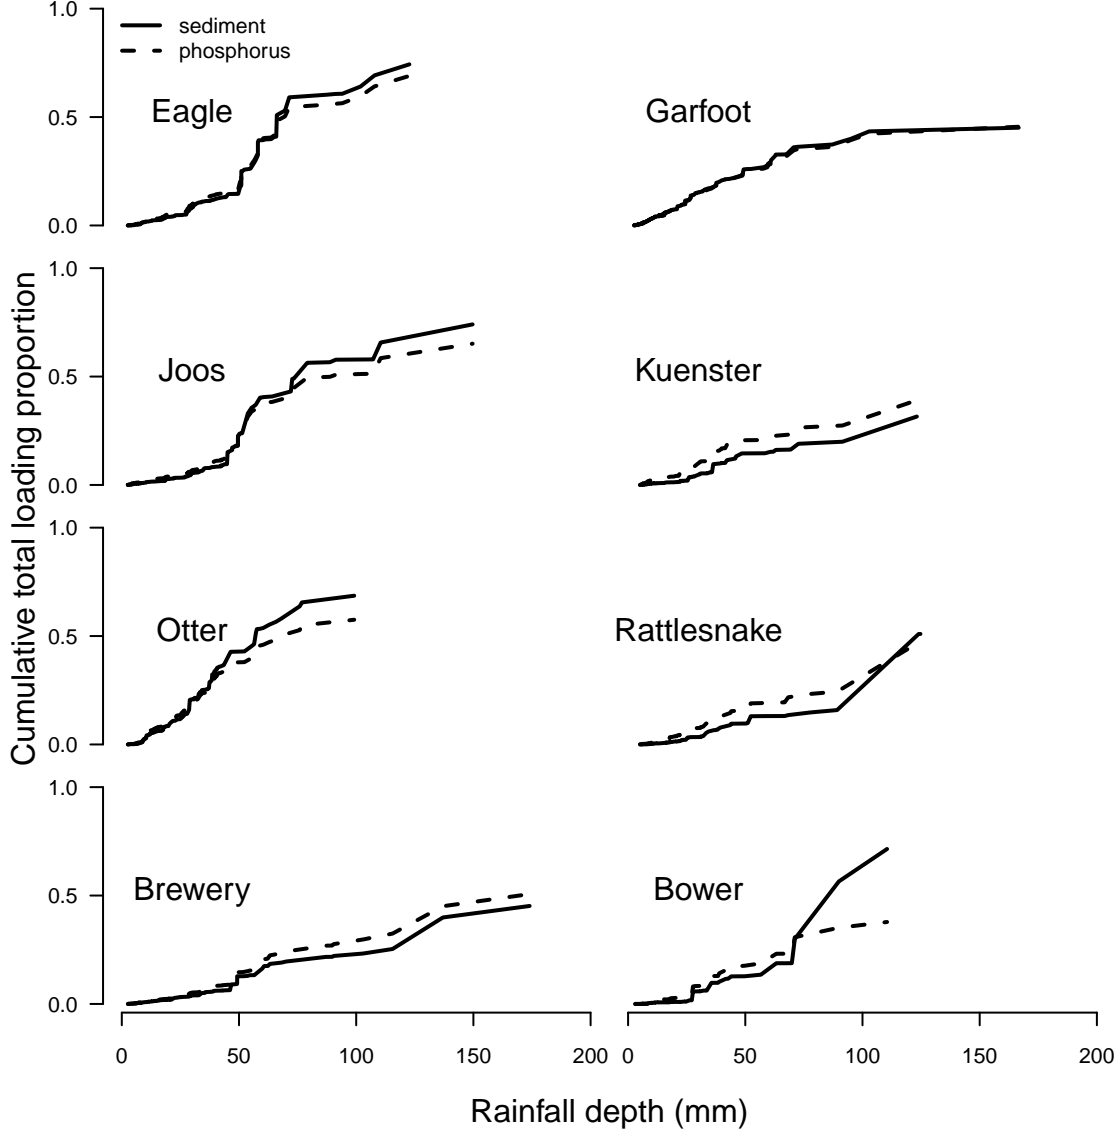 Cumulative total loading proportion
1.0
0.5
0.0
sediment
phosphorus
Eagle
Garfoot
1.0
0.5
0.0
Joos
Kuenster
1.0
0.5
0.0
Otter
Rattlesnake
1.0
0.5
0.0
Brewery
Bower
0 50 100 150 200 0 50 100 150 200
Rainfall depth (mm)